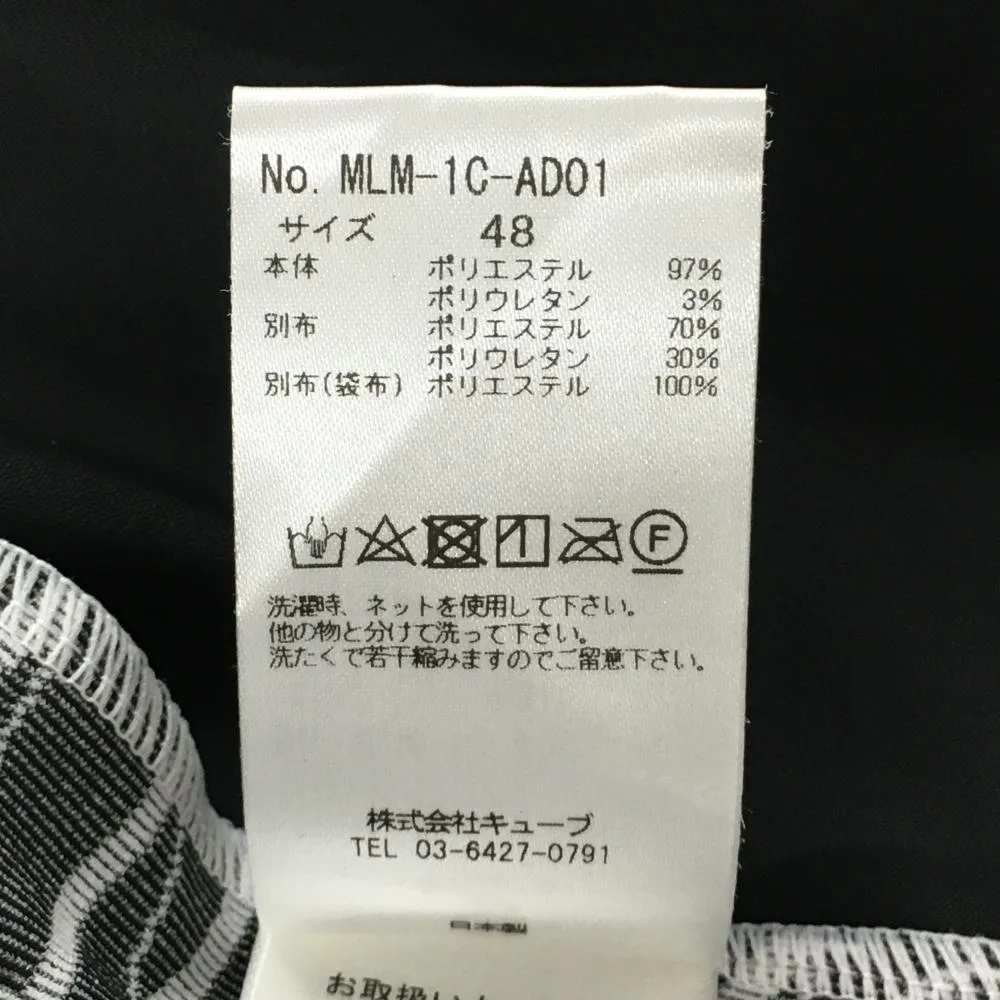 No. MLM-1C-AD01
サイズ 48
本体 ポリエステル 97%
ポリウレタン 3%
別布 ポリエステル 70%
ポリウレタン 30%
別布(袋布) ポリエステル 100%
F
洗濯時、ネットを使用して下さい。
他の物と分けて洗って下さい。
洗たくで若干縮みますのでご留意下さい。
株式会社キューブ
TEL 03-6427-0791
日本製
お取扱い